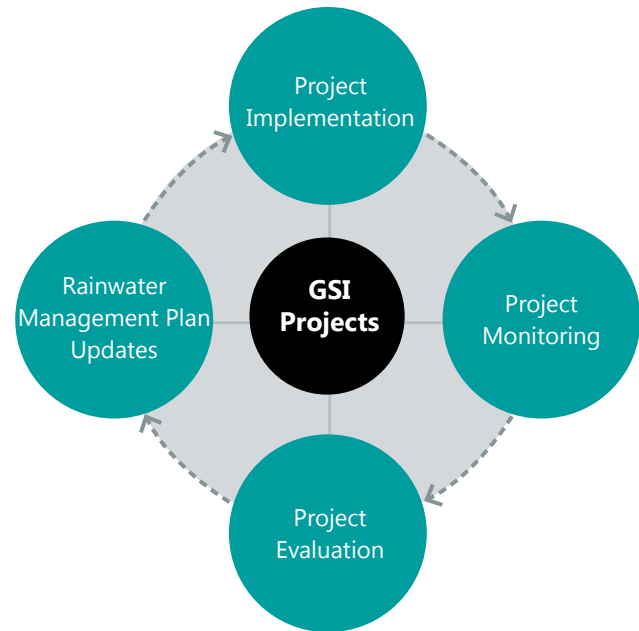 Project
Implementation
Rainwater
Management Plan
Updates
GSI
Projects
Project
Monitoring
Project
Evaluation